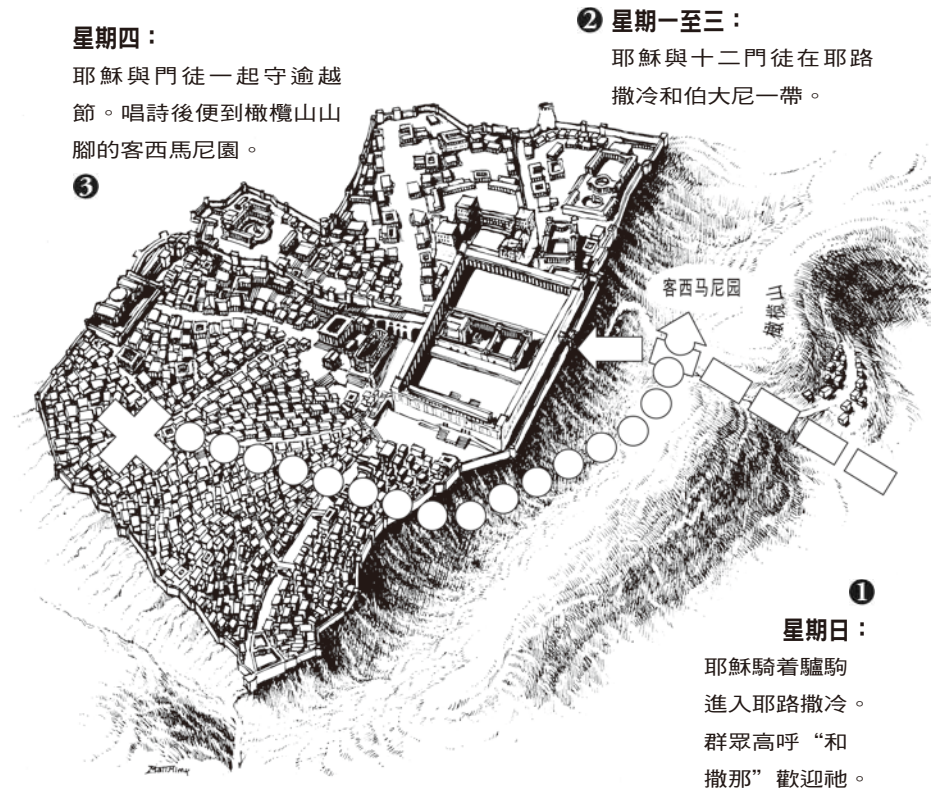 星期四：
耶穌與門徒一起守逾越
節。唱詩後便到橄欖山山
腳的客西馬尼園。
❸
❷ 星期一至三：
耶穌與十二門徒在耶路
撒冷和伯大尼一帶。
客西马尼园
橄榄山
❶
星期日：
耶穌騎着驢駒
進入耶路撒冷。
群眾高呼“和
撒那”歡迎祂。